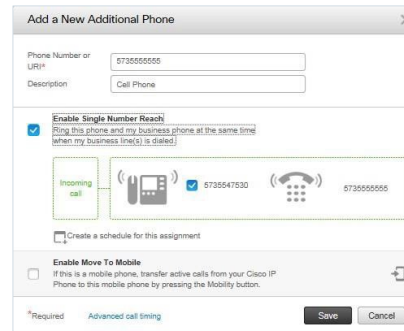 Add a New Additional Phone
Phone Number or
URI*
5735555555
Description
Cell Phone
Enable Single Number Reach
Ring this phone and my business phone at the same time
when my business line(s) is dialed.
Incoming
call
5735547530
5735555555
Create a schedule for this assignment
Enable Move To Mobile
If this is a mobile phone, transfer active calls from your Cisco IP
Phone to this mobile phone by pressing the Mobility button.
*Required
Advanced call timing
Save
Cancel